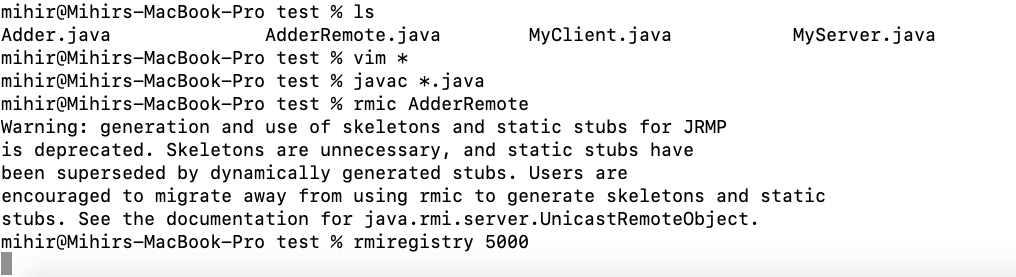 mihir@Mihirs-MacBook-Pro test % ls
Adder.java AdderRemote.java MyClient.java MyServer.java
mihir@Mihirs-MacBook-Pro test % vim *
mihir@Mihirs-MacBook-Pro test % javac *.java
mihir@Mihirs-MacBook-Pro test % rmic AdderRemote
Warning: generation and use of skeletons and static stubs for JRMP
is deprecated. Skeletons are unnecessary, and static stubs have
been superseded by dynamically generated stubs. Users are
encouraged to migrate away from using rmic to generate skeletons and static
stubs. See the documentation for java.rmi.server.UnicastRemoteObject.
mihir@Mihirs-MacBook-Pro test % rmiregistry 5000